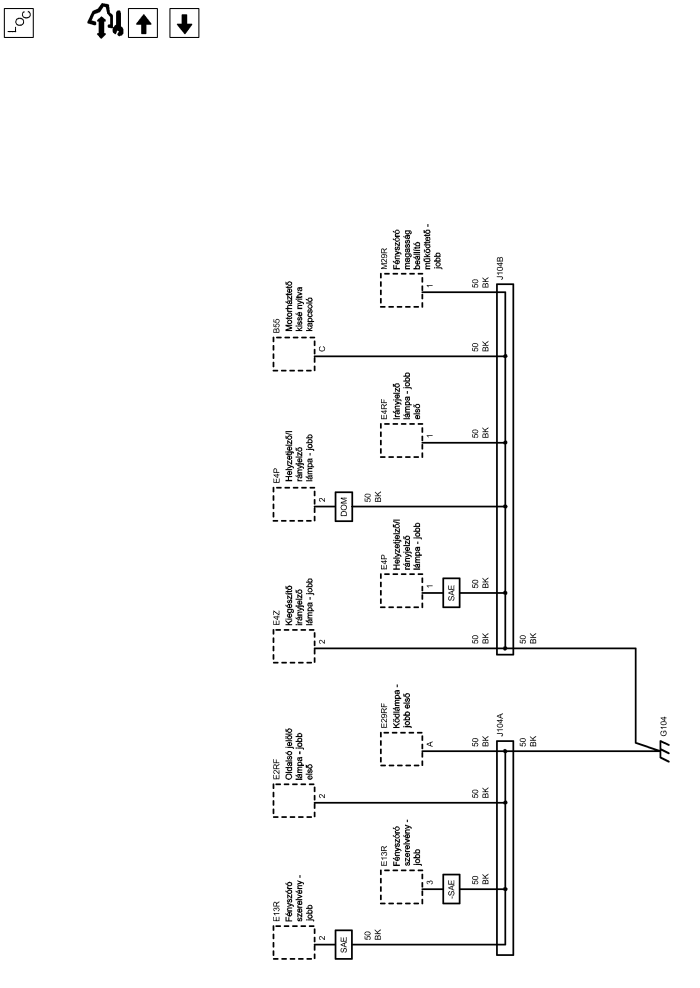 LOC
E13R
Fényszóró
szerelvény -
jobb
2
SAE
50
BK
E13R
Fényszóró
szerelvény -
jobb
3
-SAE
50
BK
E2RF
Oldalsó jelölő
lámpa - jobb
első
2
50
BK
E29RF
Ködlámpa -
jobb első
A
50
BK
J104A
50
BK
E4Z
Kiegészítő
irányjelző
lámpa - jobb
2
50
BK
50
BK
E4P
Helyzetjelző/I
rányjelző
lámpa - jobb
1
SAE
50
BK
E4P
Helyzetjelző/I
rányjelző
lámpa - jobb
2
DOM
50
BK
E4RF
Irányjelző
lámpa - jobb
első
1
50
BK
B55
Motorháztető
kissé nyitva
kapcsoló
C
50
BK
M29R
Fényszóró
magasság
beállító
működtető -
jobb
1
50
BK
J104B
G104